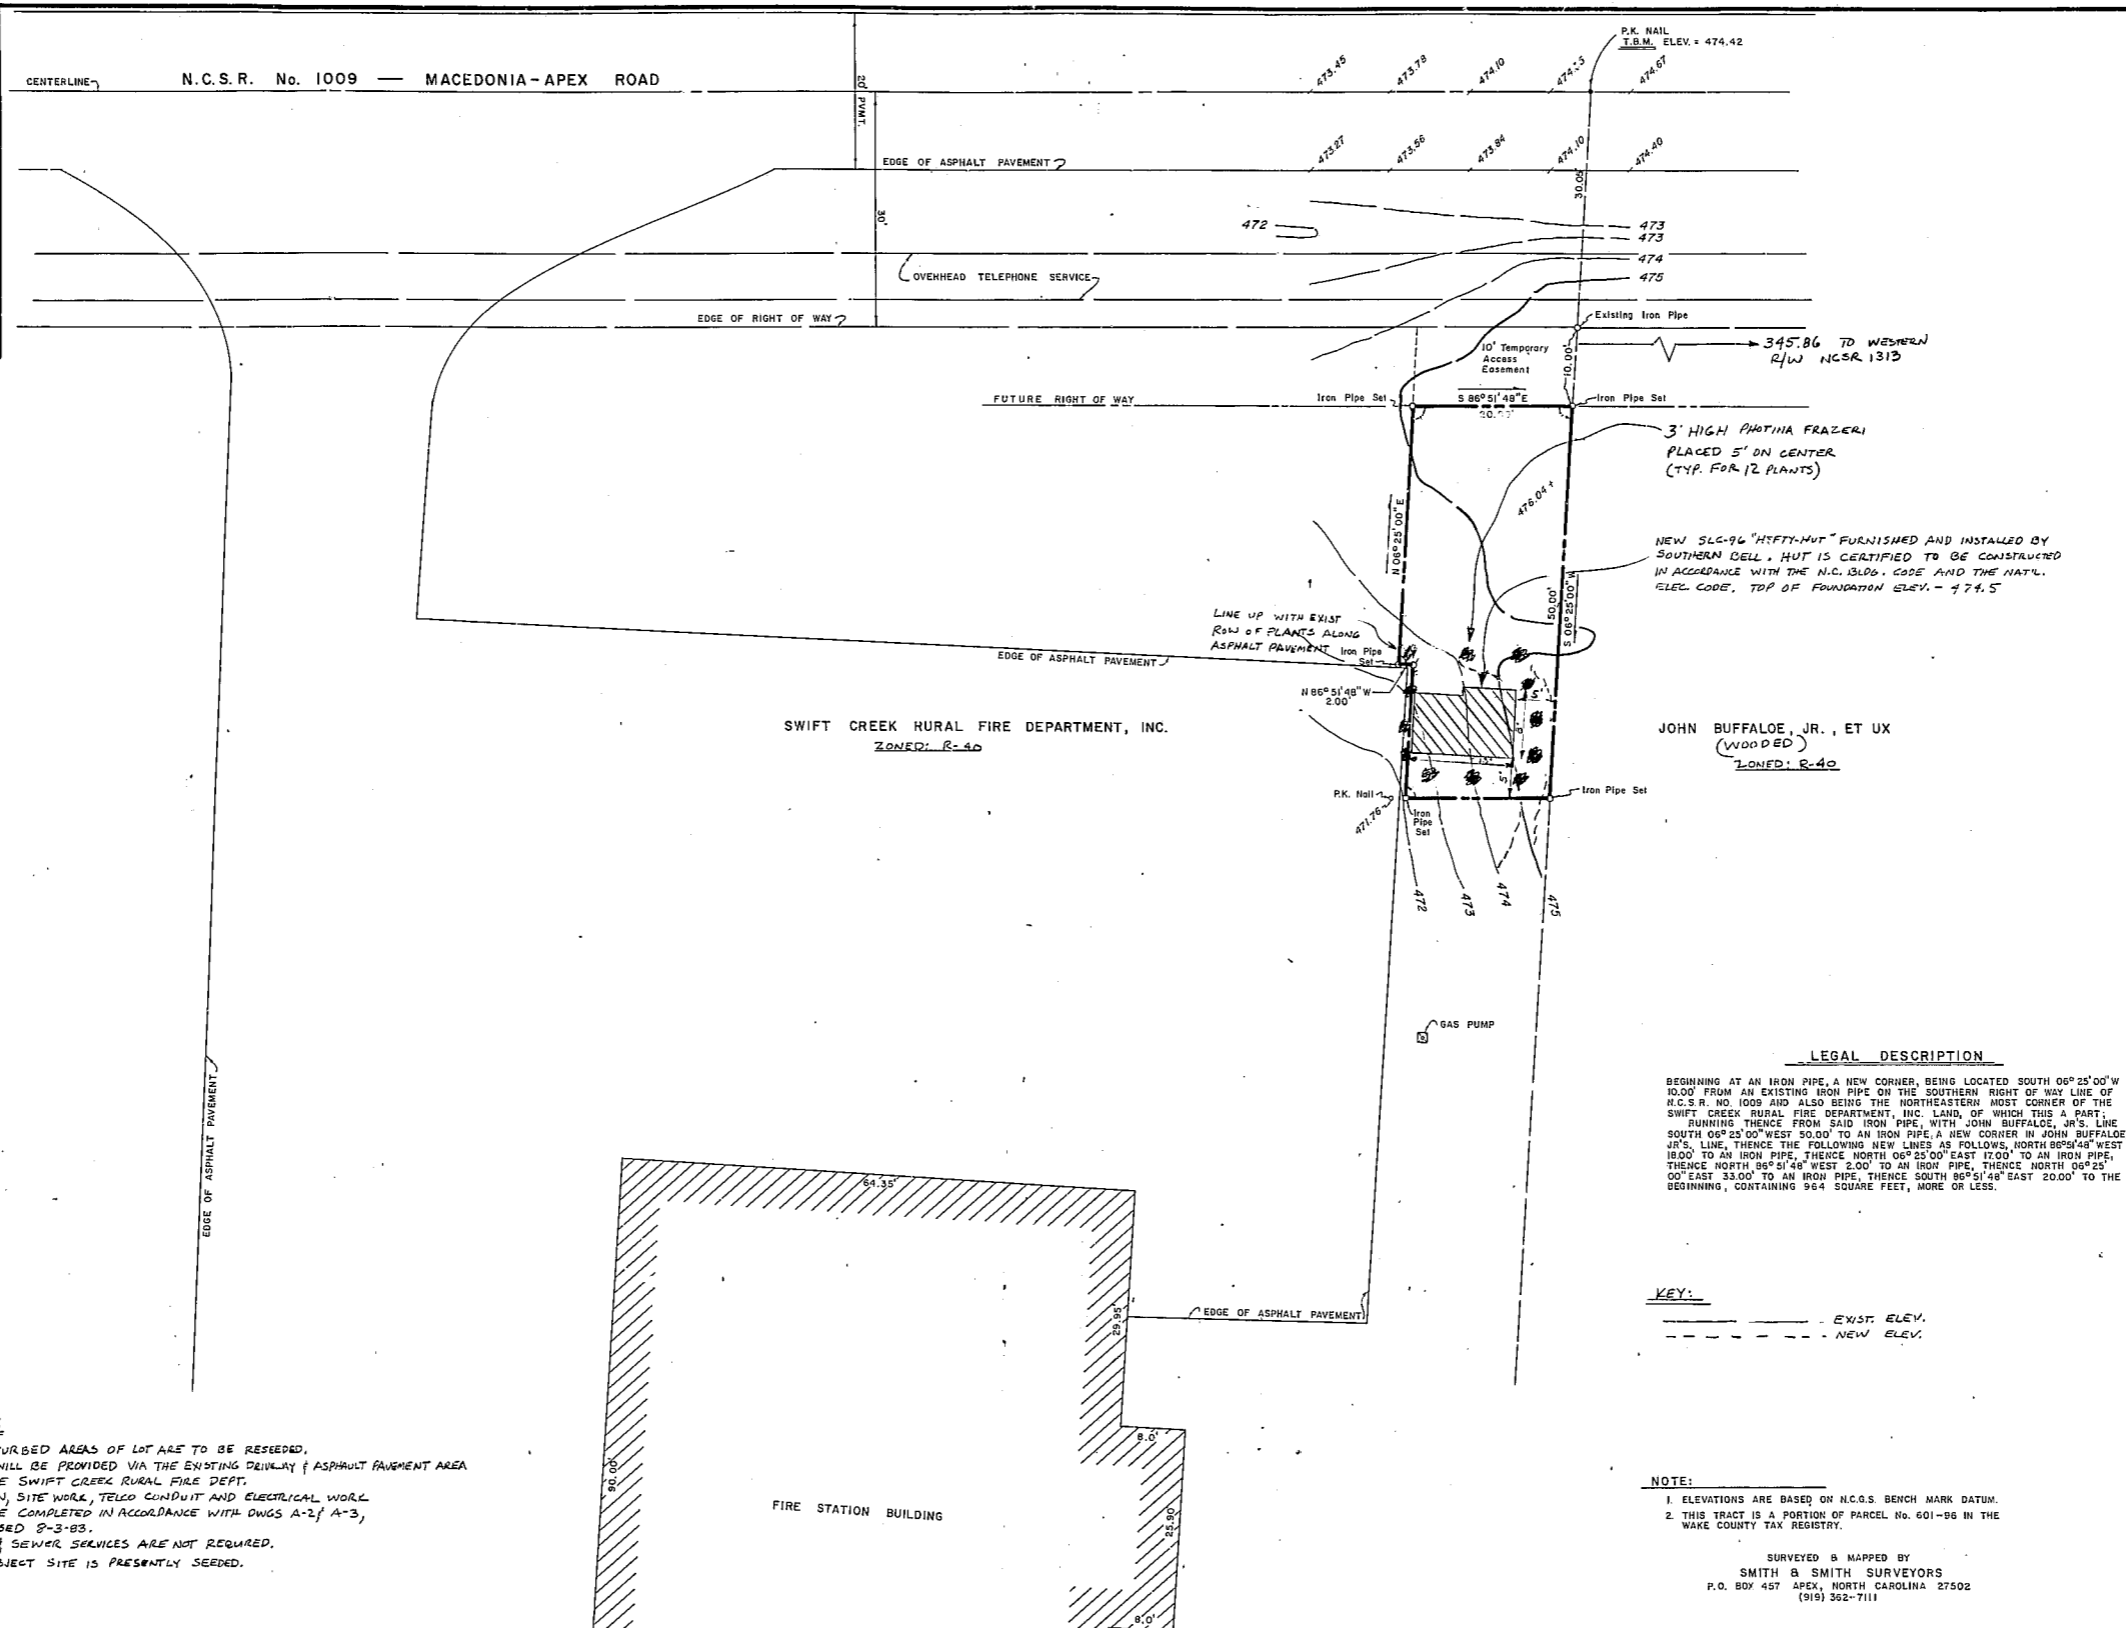 P.K. NAIL
T.B.M. ELEV. = 474.42
CENTERLINE
N.C.S.R. No. 1009 — MACEDONIA-APEX ROAD
20' PVMT.
473.45
473.78
474.10
474.67
EDGE OF ASPHALT PAVEMENT
473.27
473.56
473.84
474.10
474.40
30.05'
30'
472
473
473
474
475
OVERHEAD TELEPHONE SERVICE
EDGE OF RIGHT OF WAY
Existing Iron Pipe
10' Temporary
Access
Easement
10.00'
345.86 TO WESTERN
R/W NCSR 1313
FUTURE RIGHT OF WAY
Iron Pipe Set
S 86° 51' 48" E
Iron Pipe Set
3' HIGH PHOTINA FRAZERI
PLACED 5' ON CENTER
(TYP. FOR 12 PLANTS)
476.04 +
N 06° 25' 00" E
NEW SLC-96 "HEFTY-HUT" FURNISHED AND INSTALLED BY
SOUTHERN BELL. HUT IS CERTIFIED TO BE CONSTRUCTED
IN ACCORDANCE WITH THE N.C. BLDG. CODE AND THE NAT'L.
ELEC. CODE. TOP OF FOUNDATION ELEV. - 474.5
50.00'
S 06° 25' 00" W
LINE UP WITH EXIST
ROW OF PLANTS ALONG
ASPHALT PAVEMENT
Iron Pipe
Set
EDGE OF ASPHALT PAVEMENT
N 86° 51' 48" W
2.00'
5'
SWIFT CREEK RURAL FIRE DEPARTMENT, INC.
ZONED: R-40
JOHN BUFFALOE, JR., ET UX
(WOODED)
ZONED: R-40
5'
P.K. Nail
471.76
Iron
Pipe
Set
Iron Pipe Set
472
473
474
475
GAS PUMP
LEGAL DESCRIPTION
BEGINNING AT AN IRON PIPE, A NEW CORNER, BEING LOCATED SOUTH 06° 25' 00" W
10.00' FROM AN EXISTING IRON PIPE ON THE SOUTHERN RIGHT OF WAY LINE OF
N.C.S.R. NO. 1009 AND ALSO BEING THE NORTHEASTERN MOST CORNER OF THE
SWIFT CREEK RURAL FIRE DEPARTMENT, INC. LAND, OF WHICH THIS A PART;
RUNNING THENCE FROM SAID IRON PIPE, WITH JOHN BUFFALOE, JR'S. LINE
SOUTH 06° 25' 00" WEST 50.00' TO AN IRON PIPE, A NEW CORNER IN JOHN BUFFALOE
JR'S. LINE, THENCE THE FOLLOWING NEW LINES AS FOLLOWS, NORTH 86° 51' 48" WEST
18.00' TO AN IRON PIPE, THENCE NORTH 06° 25' 00" EAST 17.00' TO AN IRON PIPE,
THENCE NORTH 86° 51' 48" WEST 2.00' TO AN IRON PIPE, THENCE NORTH 06° 25'
00" EAST 33.00' TO AN IRON PIPE, THENCE SOUTH 86° 51' 48" EAST 20.00' TO THE
BEGINNING, CONTAINING 964 SQUARE FEET, MORE OR LESS.
EDGE OF ASPHALT PAVEMENT
64.35'
29.95'
EDGE OF ASPHALT PAVEMENT
KEY:
EXIST. ELEV.
NEW ELEV.
8.0'
90.00'
FIRE STATION BUILDING
25.90'
8.0'
URBED AREAS OF LOT ARE TO BE RESEEDED.
WILL BE PROVIDED VIA THE EXISTING DRIVEWAY & ASPHAULT PAVEMENT AREA
E SWIFT CREEK RURAL FIRE DEPT.
N, SITE WORK, TELCO CONDUIT AND ELECTRICAL WORK
E COMPLETED IN ACCORDANCE WITH DWGS A-2 & A-3,
SED 8-3-83.
& SEWER SERVICES ARE NOT REQUIRED.
BJECT SITE IS PRESENTLY SEEDED.
NOTE:
1. ELEVATIONS ARE BASED ON N.C.G.S. BENCH MARK DATUM.
2. THIS TRACT IS A PORTION OF PARCEL No. 601-96 IN THE
WAKE COUNTY TAX REGISTRY.
SURVEYED & MAPPED BY
SMITH & SMITH SURVEYORS
P.O. BOX 457 APEX, NORTH CAROLINA 27502
(919) 362-7111